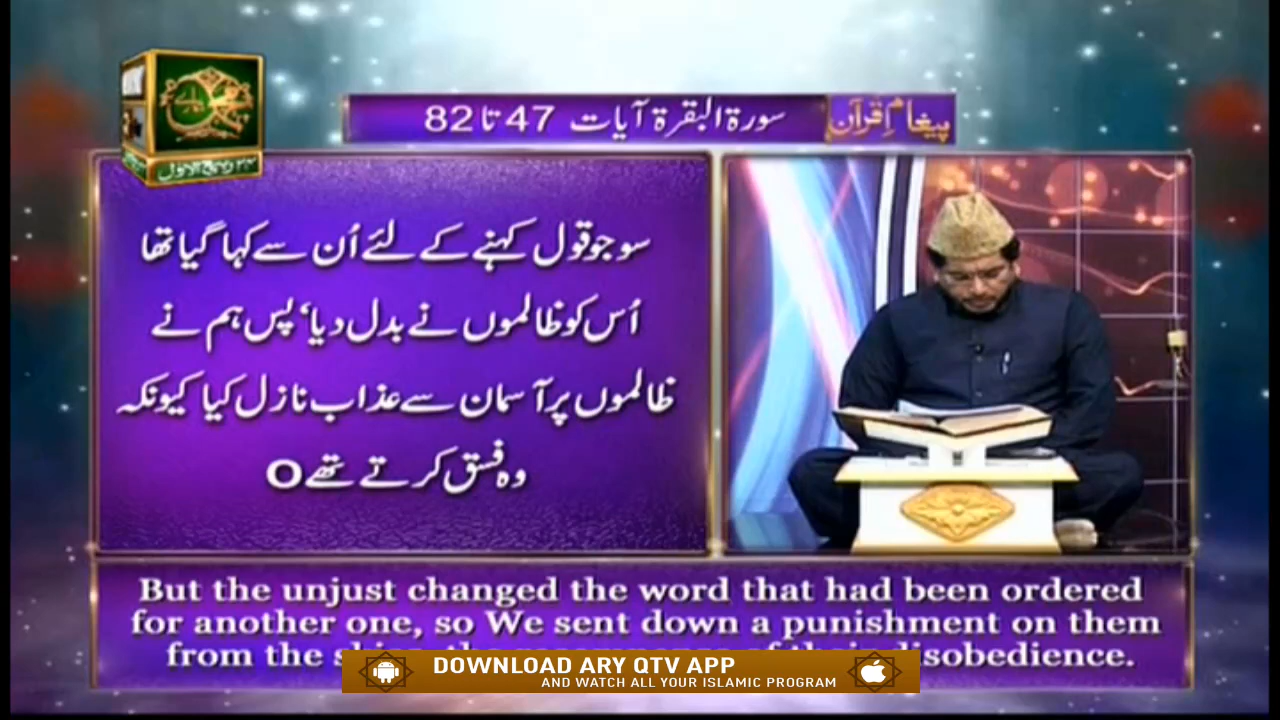 پیغامِ قرآن
سورۃ البقرۃ آیات 47 تا 82
سو جو قول کہنے کے لئے اُن سے کہا گیا تھا
اُس کو ظالموں نے بدل دیا‘ پس ہم نے
ظالموں پر آسمان سے عذاب نازل کیا کیونکہ
وہ فسق کرتے تھے O
But the unjust changed the word that had been ordered
for another one, so We sent down a punishment on them
from the disobedience.
DOWNLOAD ARY QTV APP
AND WATCH ALL YOUR ISLAMIC PROGRAM